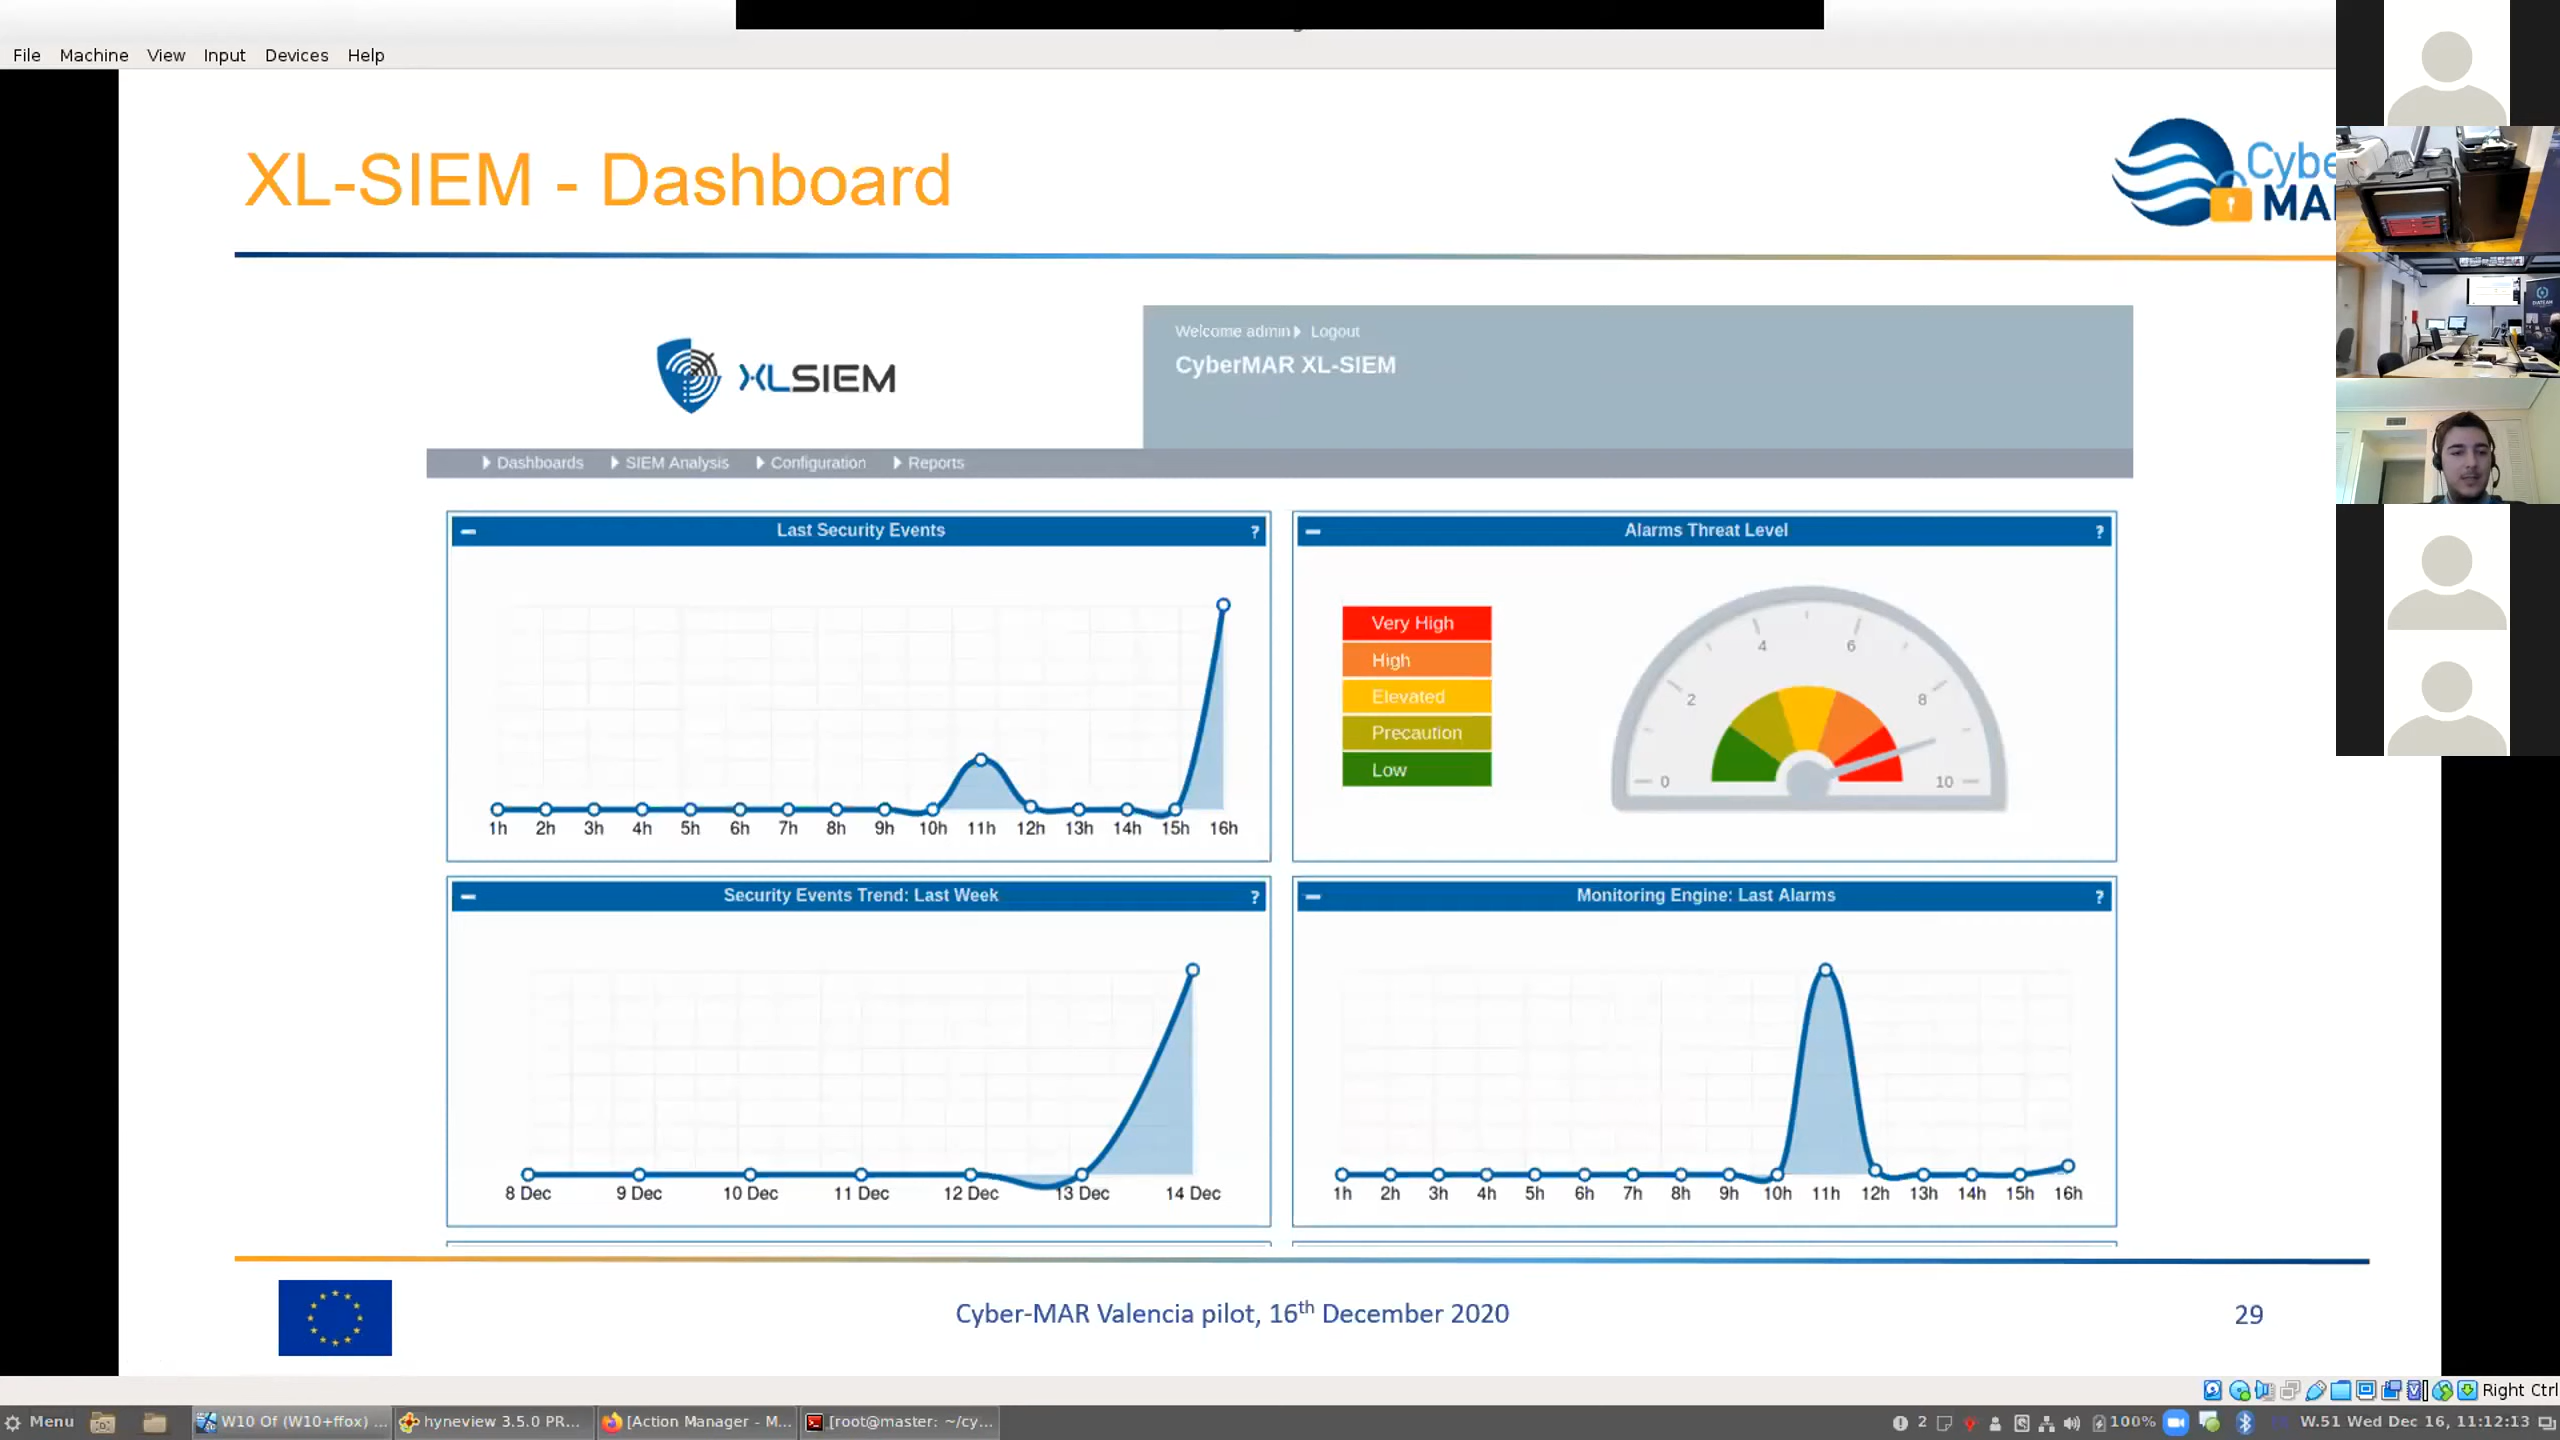 File Machine View Input Devices Help
XL-SIEM - Dashboard
Cybe
MA
Welcome admin Logout
CyberMAR XL-SIEM
XLSIEM
Dashboards SIEM Analysis Configuration Reports
Last Security Events ?
1h 2h 3h 4h 5h 6h 7h 8h 9h 10h 11h 12h 13h 14h 15h 16h
Alarms Threat Level ?
Very High
High
Elevated
Precaution
Low
0 2 4 6 8 10
Security Events Trend: Last Week ?
8 Dec 9 Dec 10 Dec 11 Dec 12 Dec 13 Dec 14 Dec
Monitoring Engine: Last Alarms ?
1h 2h 3h 4h 5h 6h 7h 8h 9h 10h 11h 12h 13h 14h 15h 16h
Cyber-MAR Valencia pilot, 16th December 2020
29
Right Ctrl
Menu W10 Of (W10+ffox) ... hyneview 3.5.0 PR... [Action Manager - M... [root@master: ~/cy... 2 100% W.51 Wed Dec 16, 11:12:13